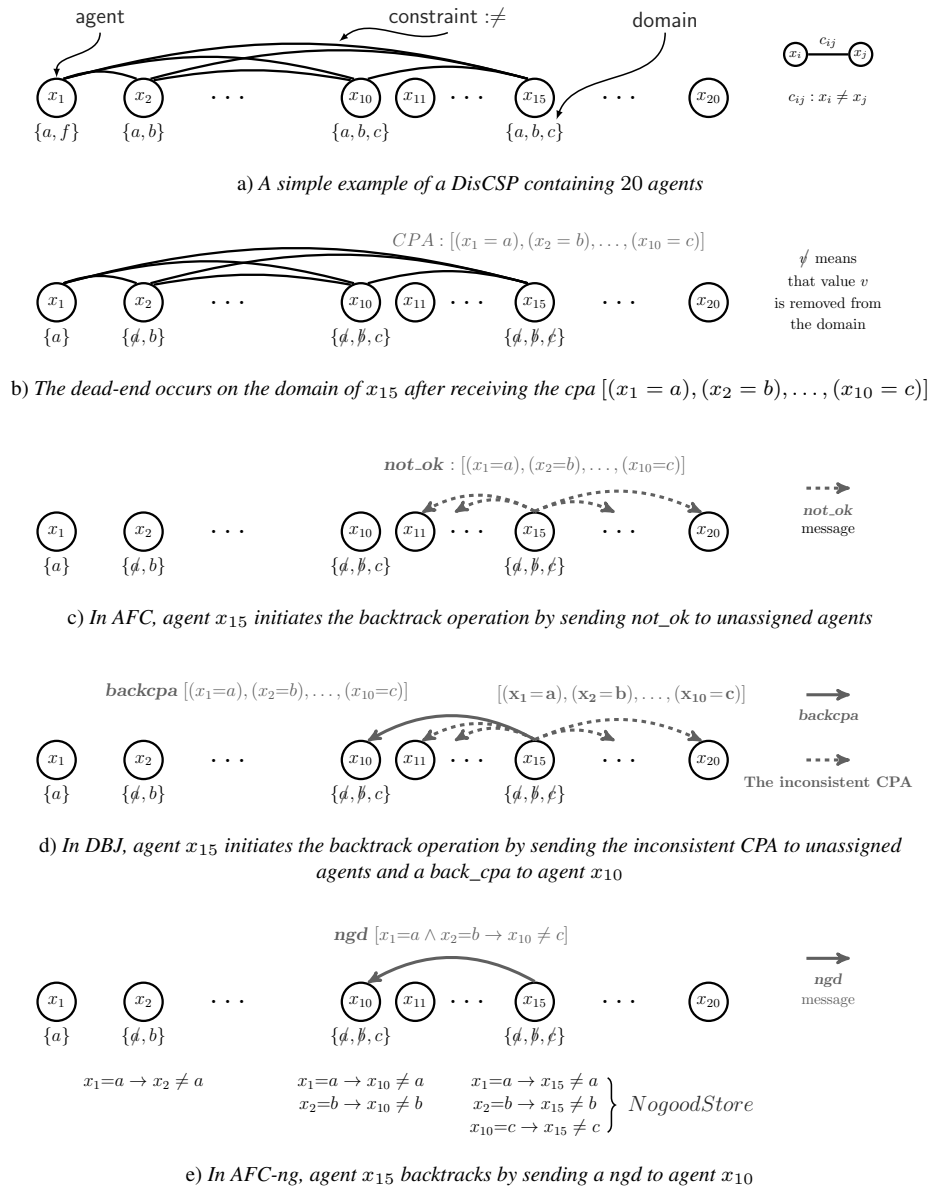 agent constraint :≠ domain
x₁ x₂ ··· x₁₀ x₁₁ ··· x₁₅ ··· x₂₀ xᵢ cᵢⱼ xⱼ
{a, f} {a, b} {a, b, c} {a, b, c} cᵢⱼ : xᵢ ≠ xⱼ
a) A simple example of a DisCSP containing 20 agents
CPA : [(x₁ = a), (x₂ = b), . . . , (x₁₀ = c)]
x₁ x₂ ··· x₁₀ x₁₁ ··· x₁₅ ··· x₂₀
{a} {a̸, b} {a̸, b̸, c} {a̸, b̸, c̸}
v̸ means
that value v
is removed from
the domain
b) The dead-end occurs on the domain of x₁₅ after receiving the cpa [(x₁ = a), (x₂ = b), . . . , (x₁₀ = c)]
not_ok : [(x₁=a), (x₂=b), . . . , (x₁₀=c)]
x₁ x₂ ··· x₁₀ x₁₁ ··· x₁₅ ··· x₂₀
{a} {a̸, b} {a̸, b̸, c} {a̸, b̸, c̸}
not_ok
message
c) In AFC, agent x₁₅ initiates the backtrack operation by sending not_ok to unassigned agents
backcpa [(x₁=a), (x₂=b), . . . , (x₁₀=c)] [(x₁=a), (x₂=b), . . . , (x₁₀=c)]
backcpa
x₁ x₂ ··· x₁₀ x₁₁ ··· x₁₅ ··· x₂₀
The inconsistent CPA
{a} {a̸, b} {a̸, b̸, c} {a̸, b̸, c̸}
d) In DBJ, agent x₁₅ initiates the backtrack operation by sending the inconsistent CPA to unassigned
agents and a back_cpa to agent x₁₀
ngd [x₁=a ∧ x₂=b → x₁₀ ≠ c]
ngd
message
x₁ x₂ ··· x₁₀ x₁₁ ··· x₁₅ ··· x₂₀
{a} {a̸, b} {a̸, b̸, c} {a̸, b̸, c̸}
x₁=a → x₂ ≠ a x₁=a → x₁₀ ≠ a x₁=a → x₁₅ ≠ a
x₂=b → x₁₀ ≠ b x₂=b → x₁₅ ≠ b NogoodStore
x₁₀=c → x₁₅ ≠ c
e) In AFC-ng, agent x₁₅ backtracks by sending a ngd to agent x₁₀